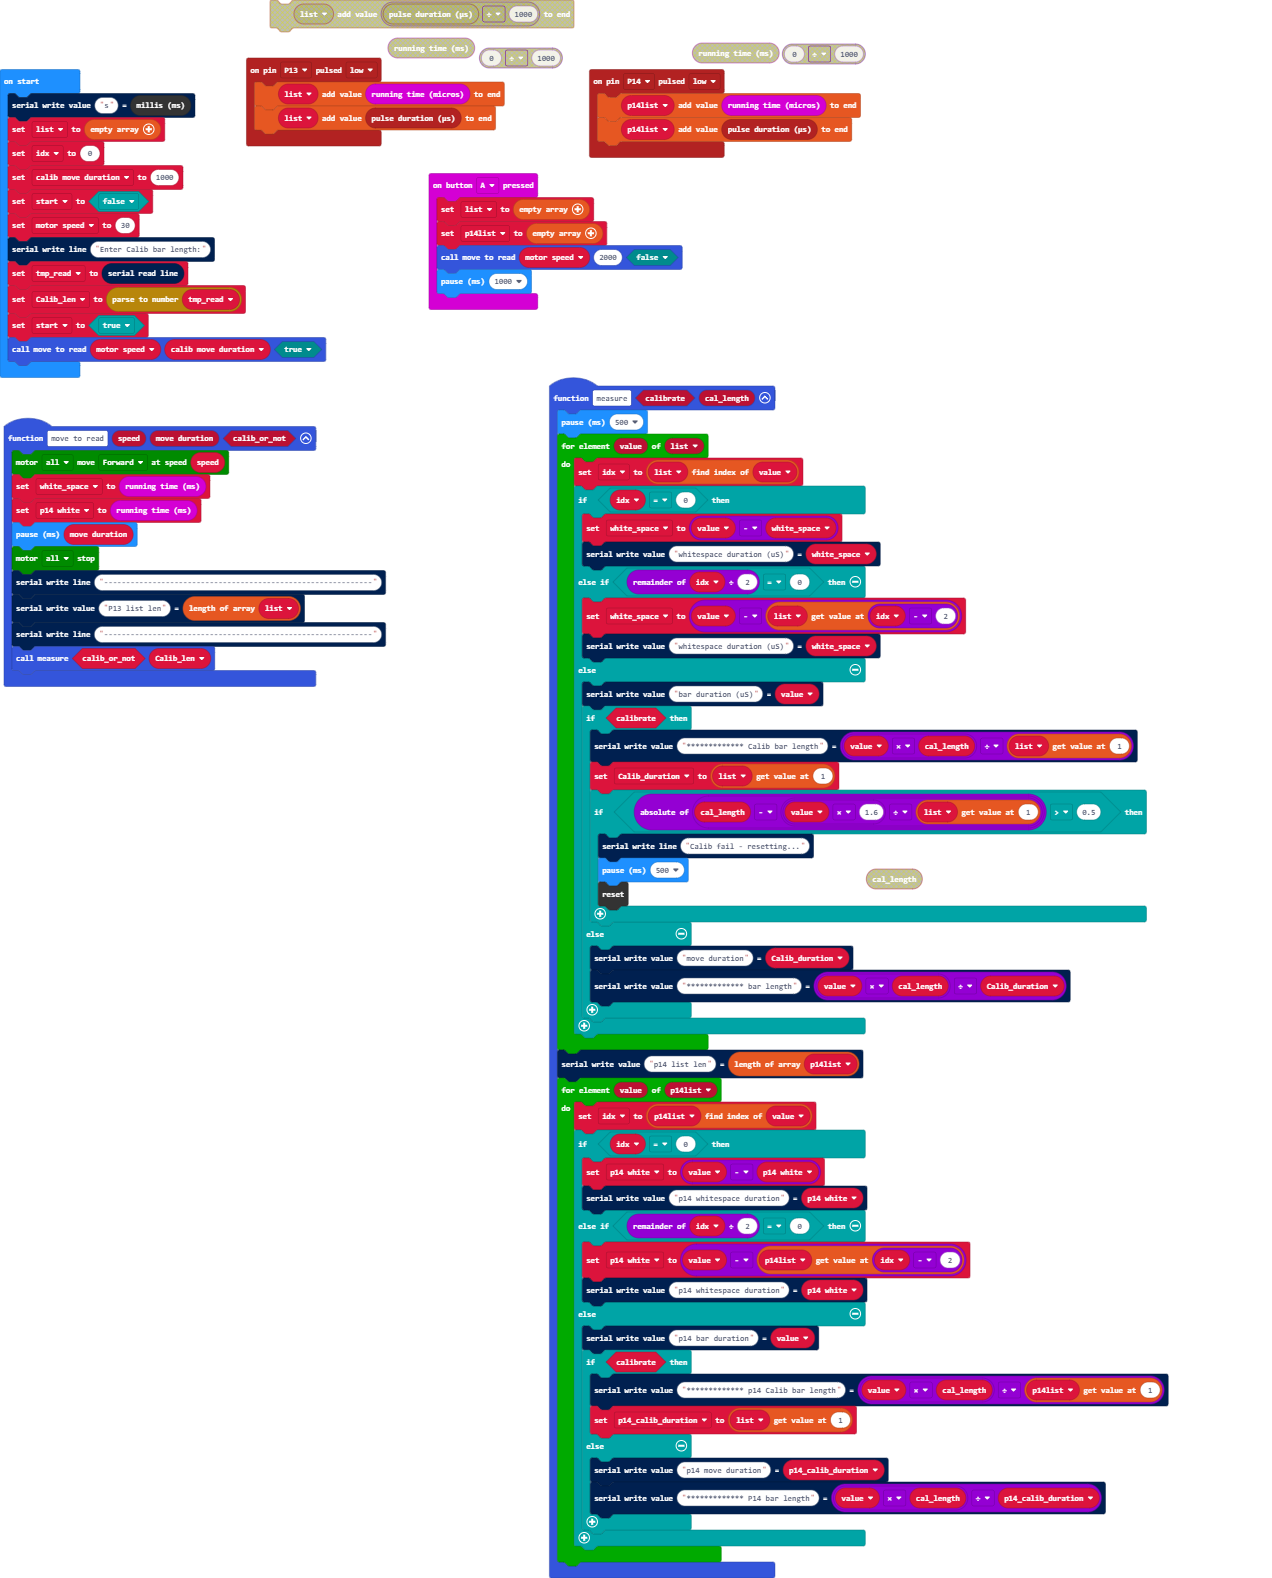 list add value pulse duration (µs) ÷ 1000 to end
running time (ms)
0 ÷ 1000
running time (ms)
0 ÷ 1000
on start
serial write value "s" = millis (ms)
set list to empty array
set idx to 0
set calib move duration to 1000
set start to false
set motor speed to 30
serial write line "Enter Calib bar length:"
set tmp_read to serial read line
set Calib_len to parse to number tmp_read
set start to true
call move to read motor speed calib move duration true
on pin P13 pulsed low
list add value running time (micros) to end
list add value pulse duration (µs) to end
on pin P14 pulsed low
p14list add value running time (micros) to end
p14list add value pulse duration (µs) to end
on button A pressed
set list to empty array
set p14list to empty array
call move to read motor speed 2000 false
pause (ms) 1000
function move to read speed move duration calib_or_not
motor all move Forward at speed speed
set white_space to running time (ms)
set p14 white to running time (ms)
pause (ms) move duration
motor all stop
serial write line "--------------------------------------------------------------"
serial write value "P13 list len" = length of array list
serial write line "--------------------------------------------------------------"
call measure calib_or_not Calib_len
function measure calibrate cal_length
pause (ms) 500
for element value of list
do
set idx to list find index of value
if idx = 0 then
set white_space to value - white_space
serial write value "whitespace duration (uS)" = white_space
else if remainder of idx ÷ 2 = 0 then
set white_space to value - list get value at idx - 2
serial write value "whitespace duration (uS)" = white_space
else
serial write value "bar duration (uS)" = value
if calibrate then
serial write value "************* Calib bar length" = value × cal_length ÷ list get value at 1
set Calib_duration to list get value at 1
if absolute of cal_length - value × 1.6 ÷ list get value at 1 > 0.5 then
serial write line "Calib fail - resetting..."
pause (ms) 500
reset
cal_length
else
serial write value "move duration" = Calib_duration
serial write value "************* bar length" = value × cal_length ÷ Calib_duration
serial write value "p14 list len" = length of array p14list
for element value of p14list
do
set idx to p14list find index of value
if idx = 0 then
set p14 white to value - p14 white
serial write value "p14 whitespace duration" = p14 white
else if remainder of idx ÷ 2 = 0 then
set p14 white to value - p14list get value at idx - 2
serial write value "p14 whitespace duration" = p14 white
else
serial write value "p14 bar duration" = value
if calibrate then
serial write value "************* p14 Calib bar length" = value × cal_length ÷ p14list get value at 1
set p14_calib_duration to list get value at 1
else
serial write value "p14 move duration" = p14_calib_duration
serial write value "************* P14 bar length" = value × cal_length ÷ p14_calib_duration